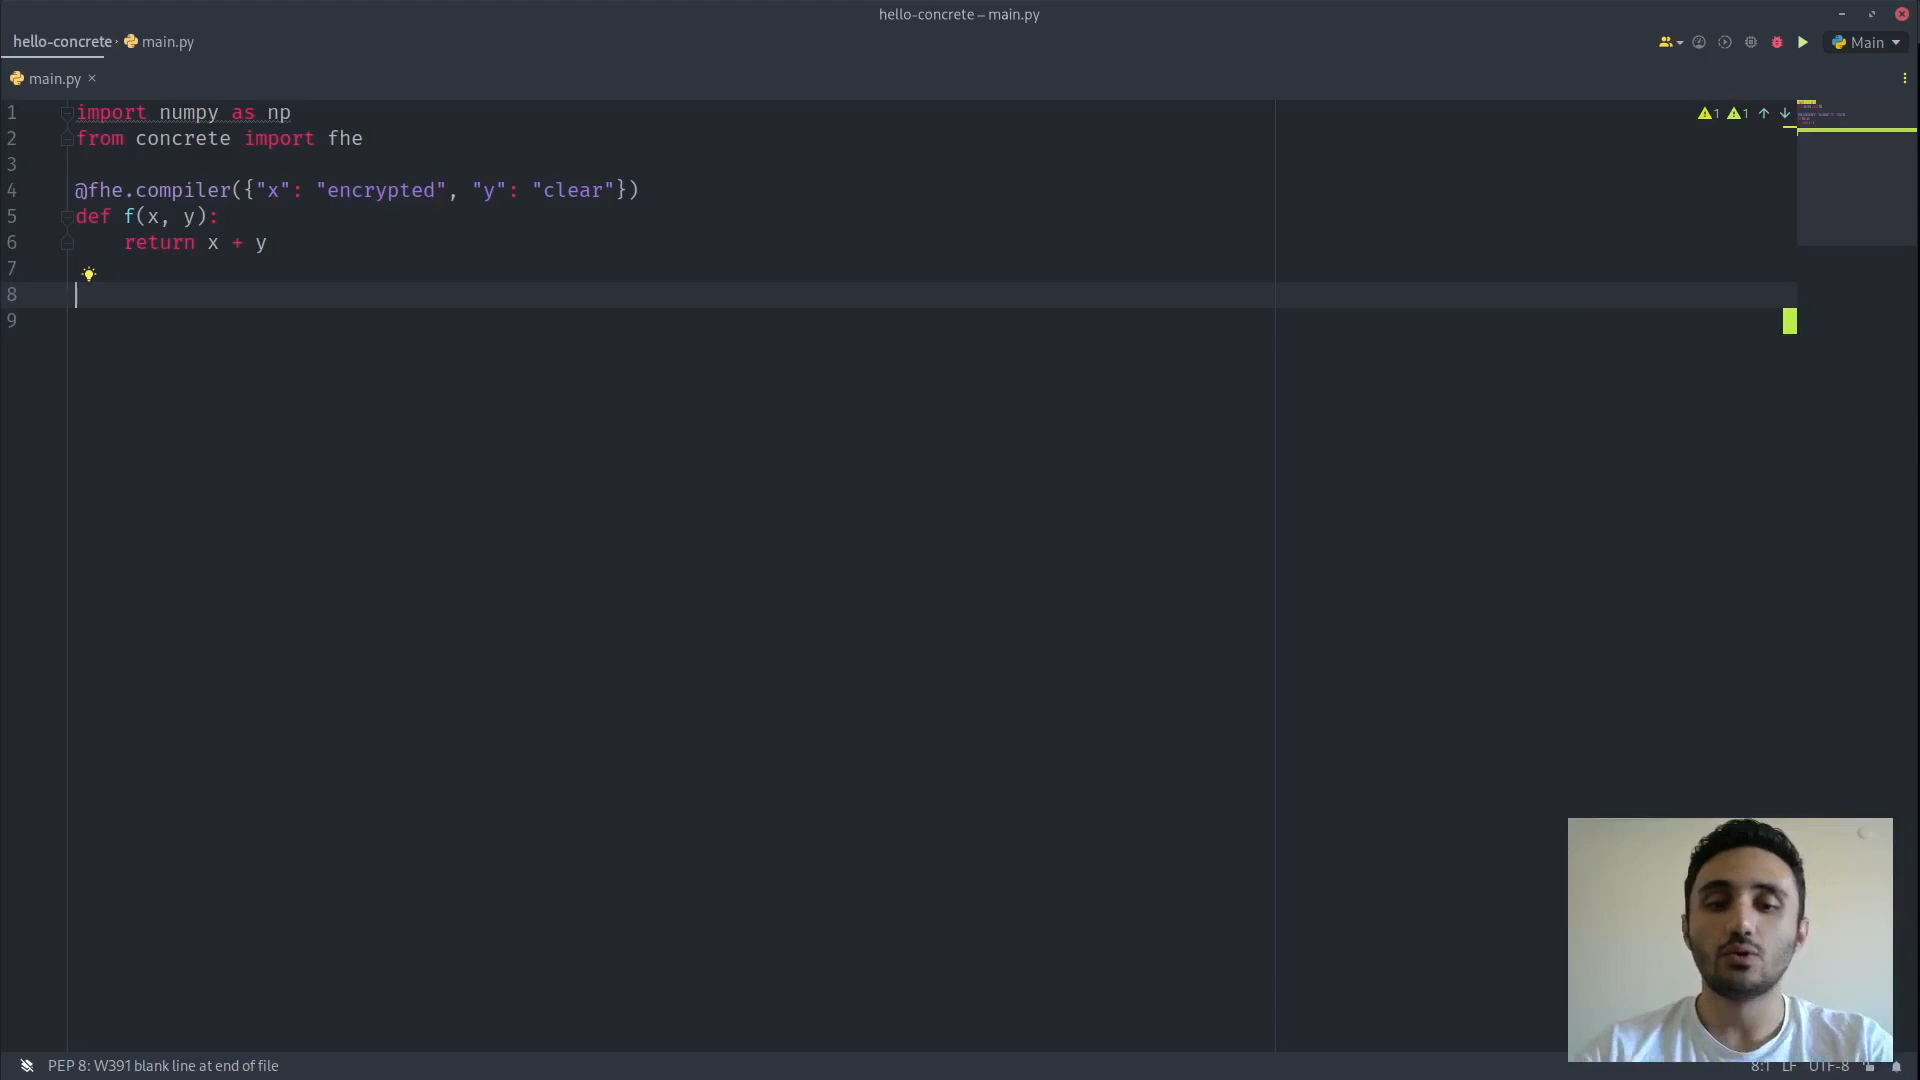 hello-concrete – main.py
hello-concrete › main.py
Main
main.py ×
1 1
1 import numpy as np
2 from concrete import fhe
3
4 @fhe.compiler({"x": "encrypted", "y": "clear"})
5 def f(x, y):
6     return x + y
7
8
9
PEP 8: W391 blank line at end of file
8:1 LF UTF-8